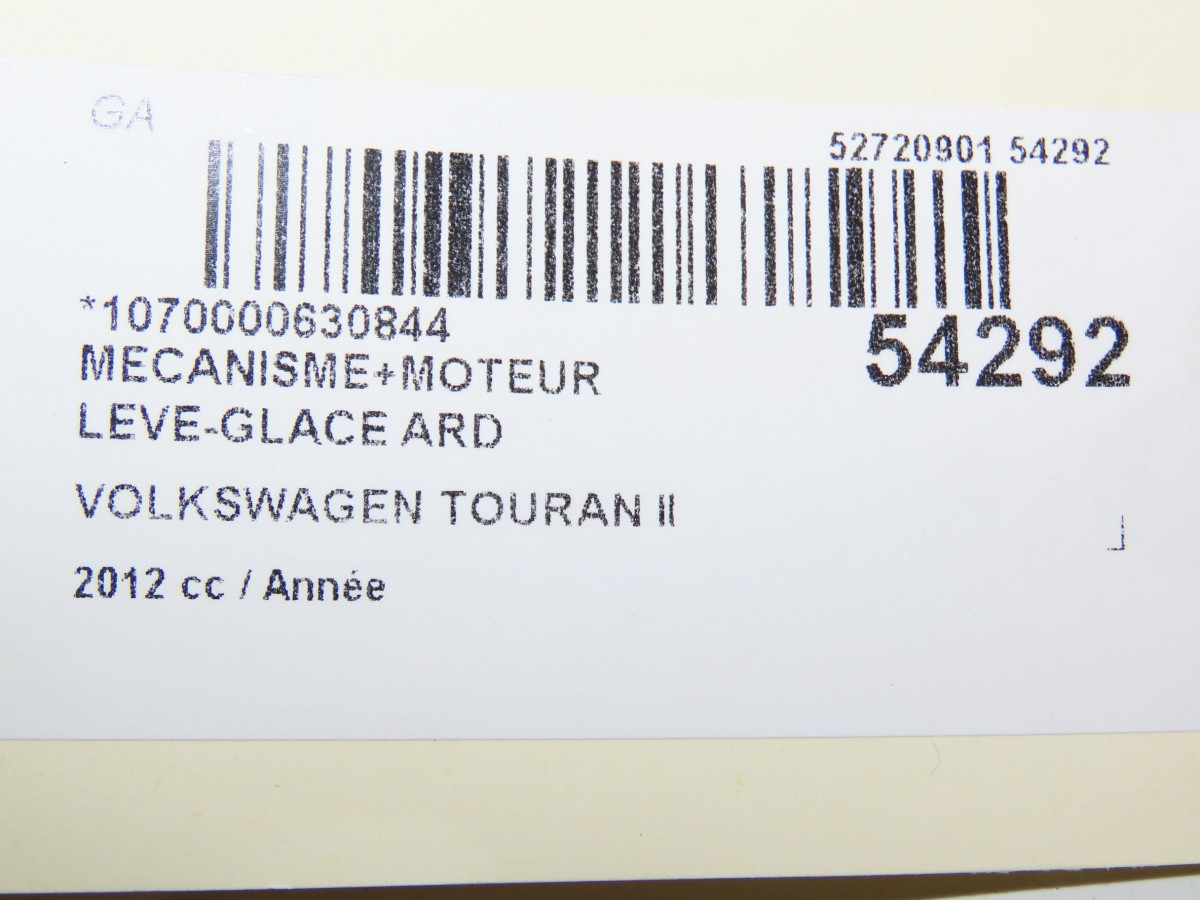 GA
52720901 54292
*1070000630844
54292
MECANISME+MOTEUR
LEVE-GLACE ARD
VOLKSWAGEN TOURAN II
2012 cc / Année